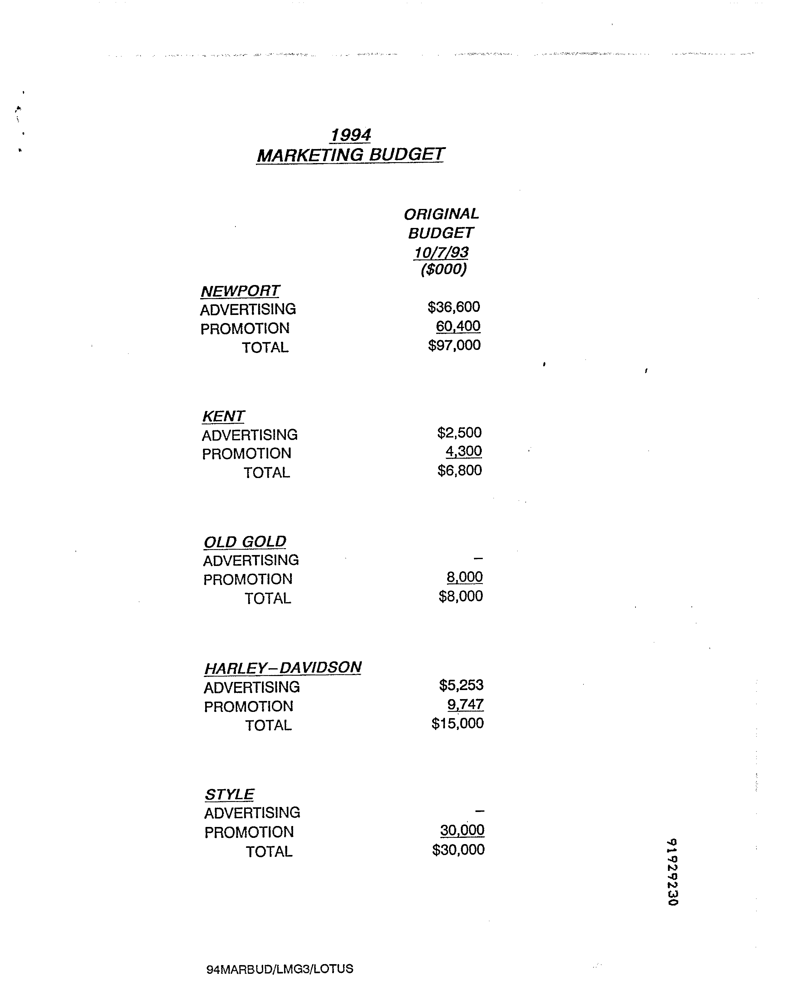 1994
MARKETING BUDGET
ORIGINAL
BUDGET
10/7/93
($000)
NEWPORT
ADVERTISING $36,600
PROMOTION 60,400
TOTAL $97,000
KENT
ADVERTISING $2,500
PROMOTION 4,300
TOTAL $6,800
OLD GOLD
ADVERTISING –
PROMOTION 8,000
TOTAL $8,000
HARLEY–DAVIDSON
ADVERTISING $5,253
PROMOTION 9,747
TOTAL $15,000
STYLE
ADVERTISING –
PROMOTION 30,000
TOTAL $30,000
91929230
94MARBUD/LMG3/LOTUS